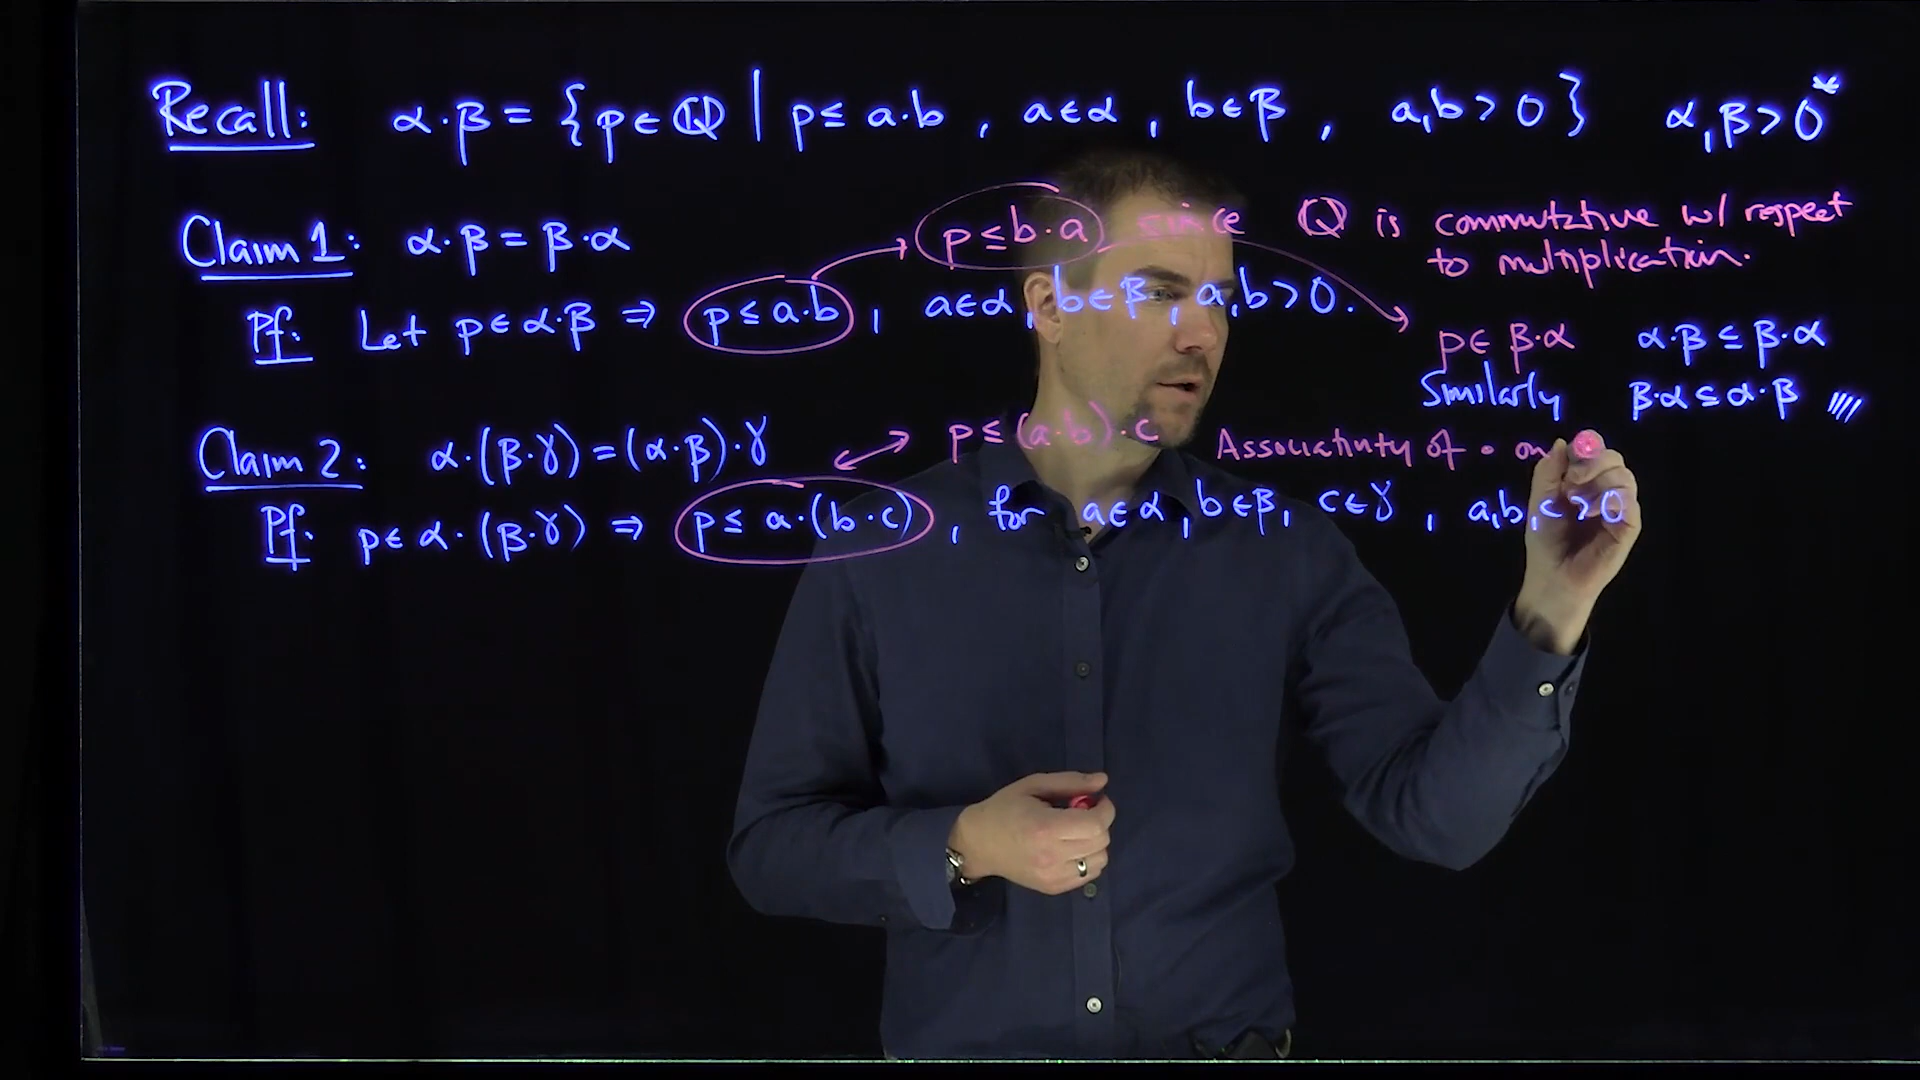 Recall: α·β = {p∈ℚ | p≤ a·b , a∈α , b∈β , a,b > 0} α,β > 0*
Claim 1: α·β = β·α
p≤b·a since ℚ is commutative w/ respect
to multiplication.
Pf: Let p∈ α·β ⇒ p≤ a·b , a∈α, b∈β, a,b > 0.
p∈ β·α α·β ⊆ β·α
Similarly β·α ⊆ α·β ////
Claim 2: α·(β·γ) = (α·β)·γ
p≤ (a·b)·c Associativity of · on
Pf: p∈ α·(β·γ) ⇒ p≤ a·(b·c) , for a∈α, b∈β, c∈γ , a,b,c>0